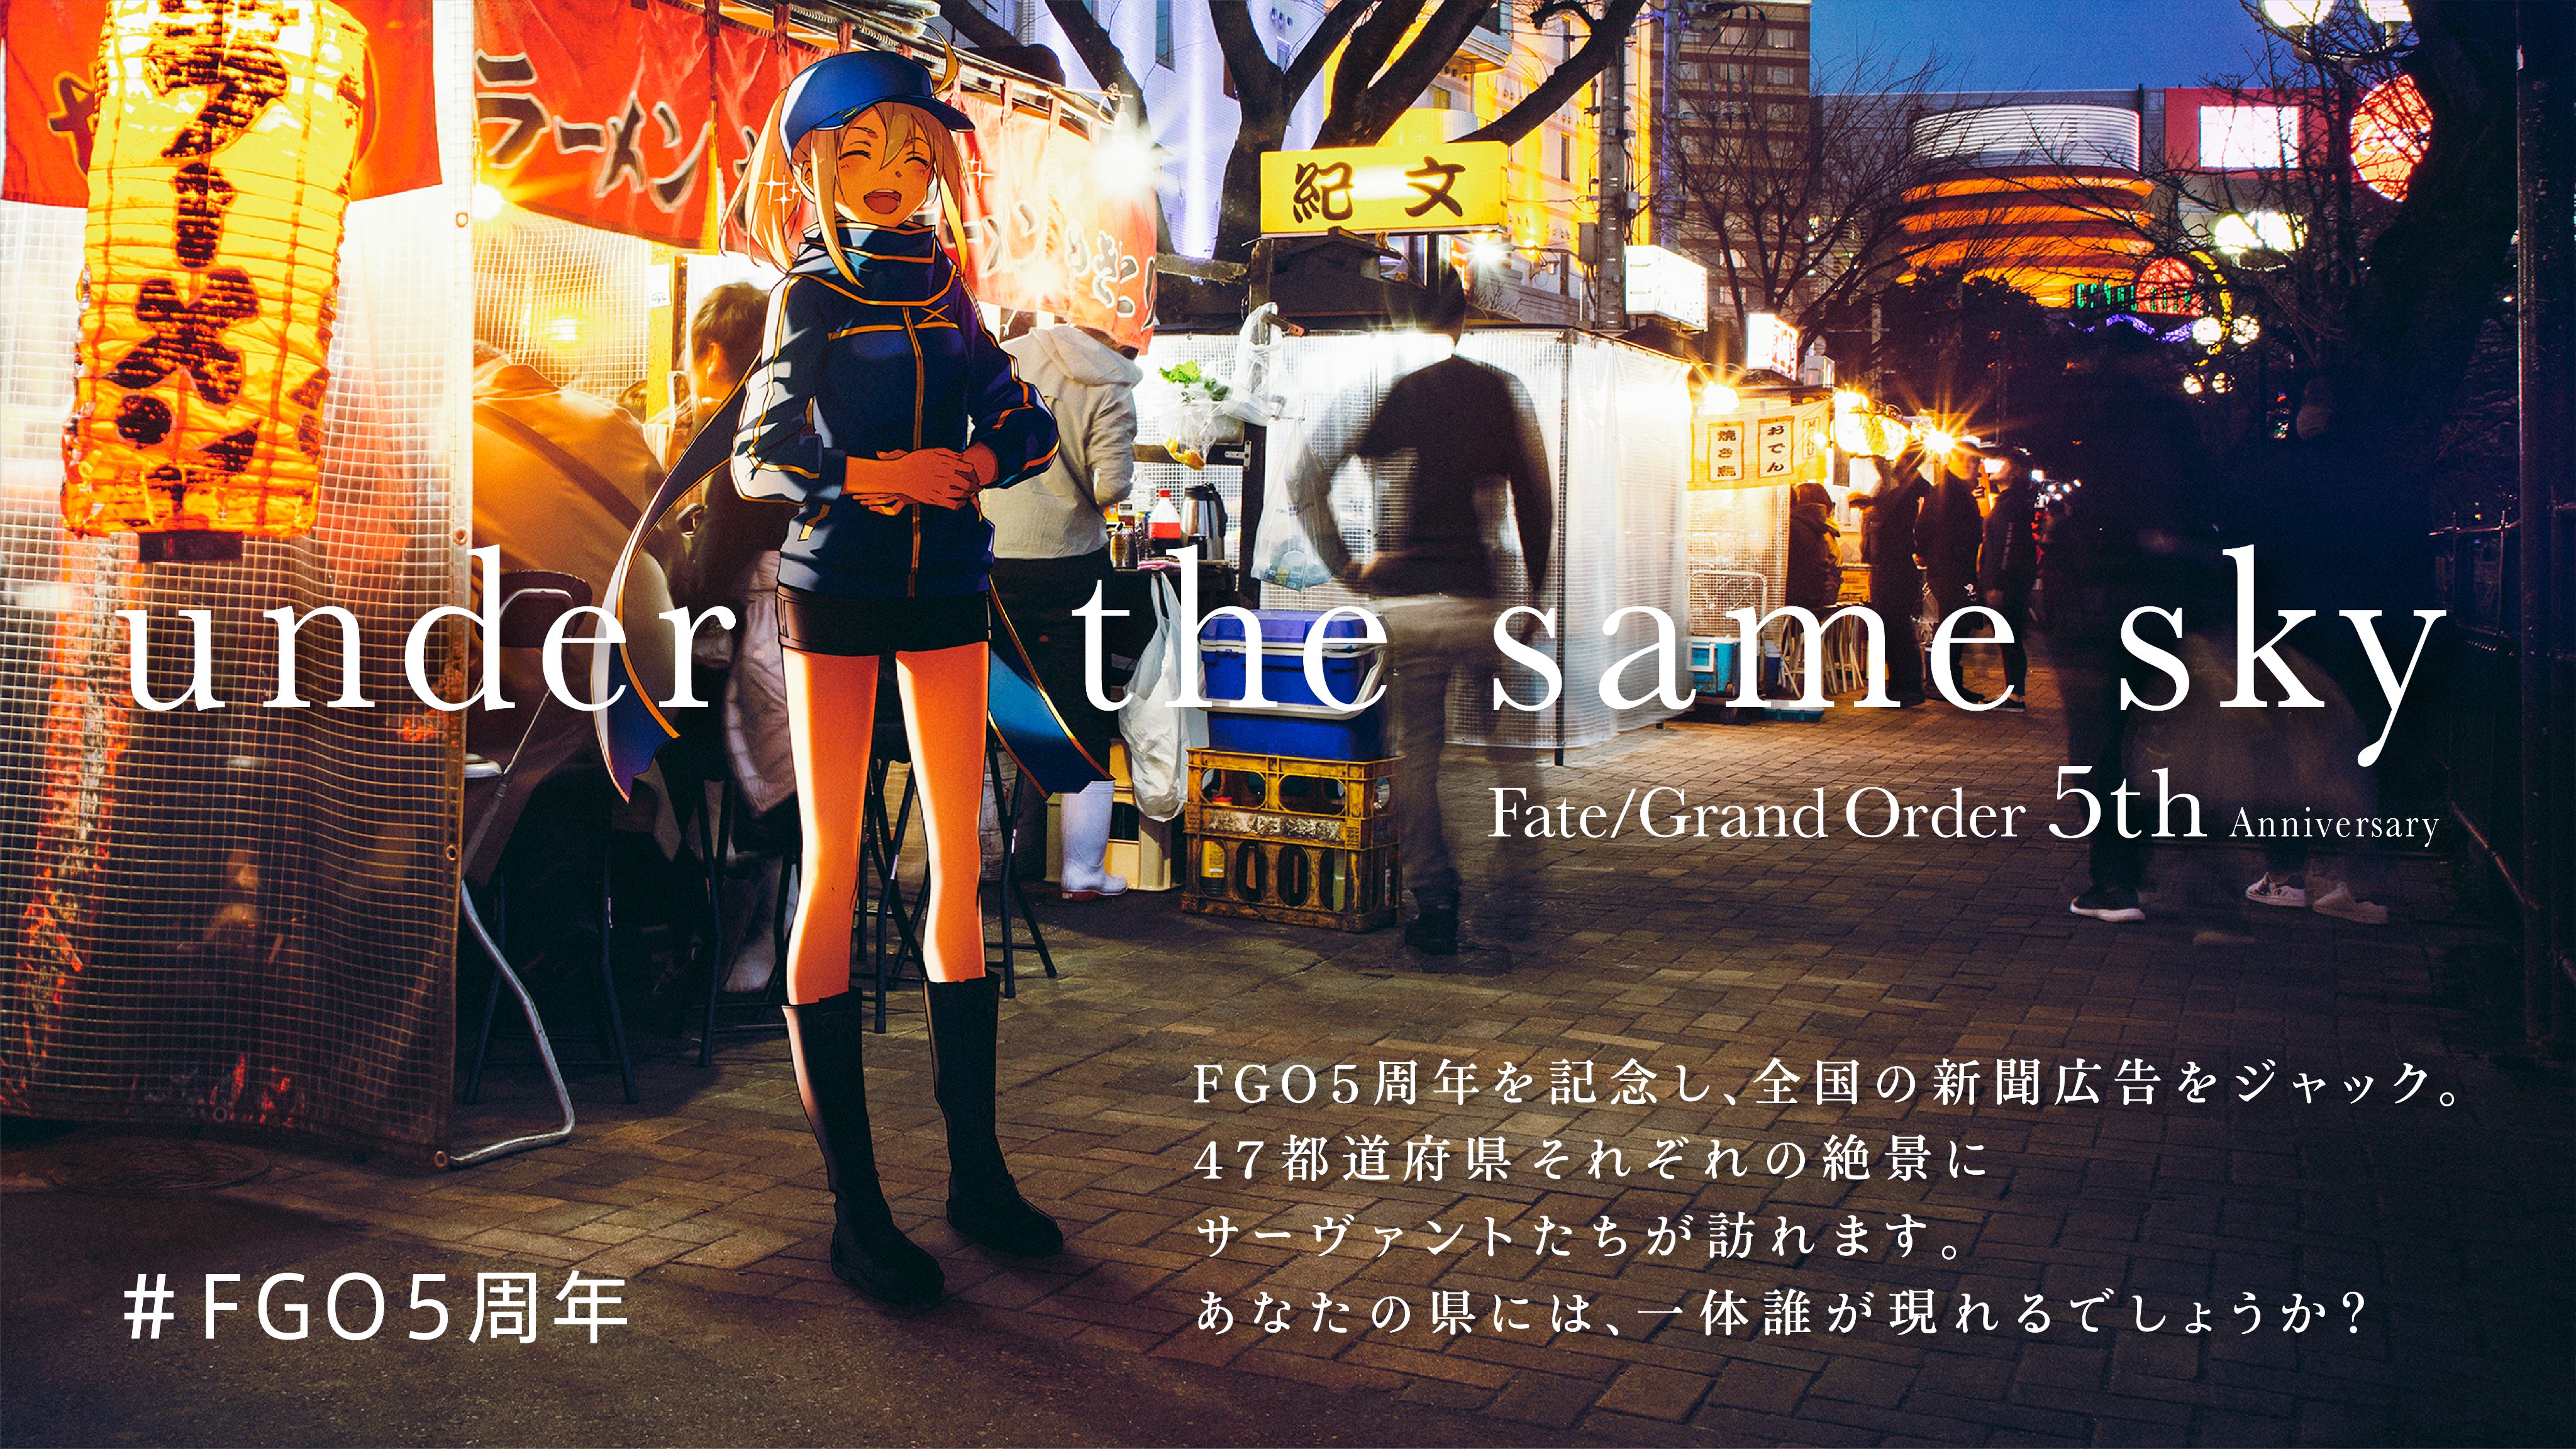 ラーメン
ラーメン
紀文
焼き鳥
おでん
under the same sky
Fate/Grand Order 5th Anniversary
FGO5周年を記念し、全国の新聞広告をジャック。
47都道府県それぞれの絶景に
サーヴァントたちが訪れます。
あなたの県には、一体誰が現れるでしょうか？
#FGO5周年